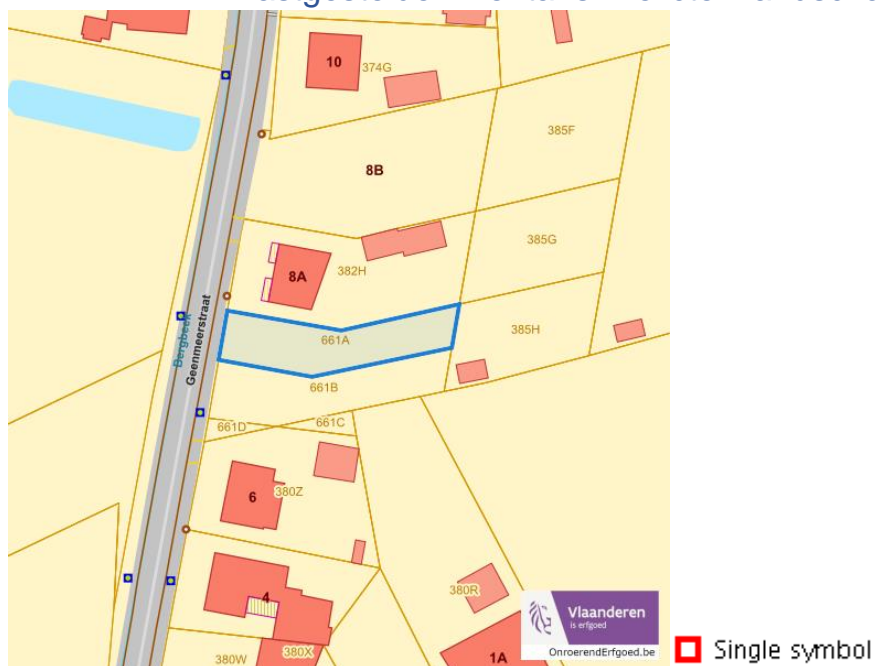 10
374G
385F
8B
385G
382H
8A
661A
385H
Bergbeek
Geenmeerstraat
661B
661C
661D
6
380Z
4
380R
380W
380X
1A
Vlaanderen
is erfgoed
OnroerendErfgoed.be
Single symbol